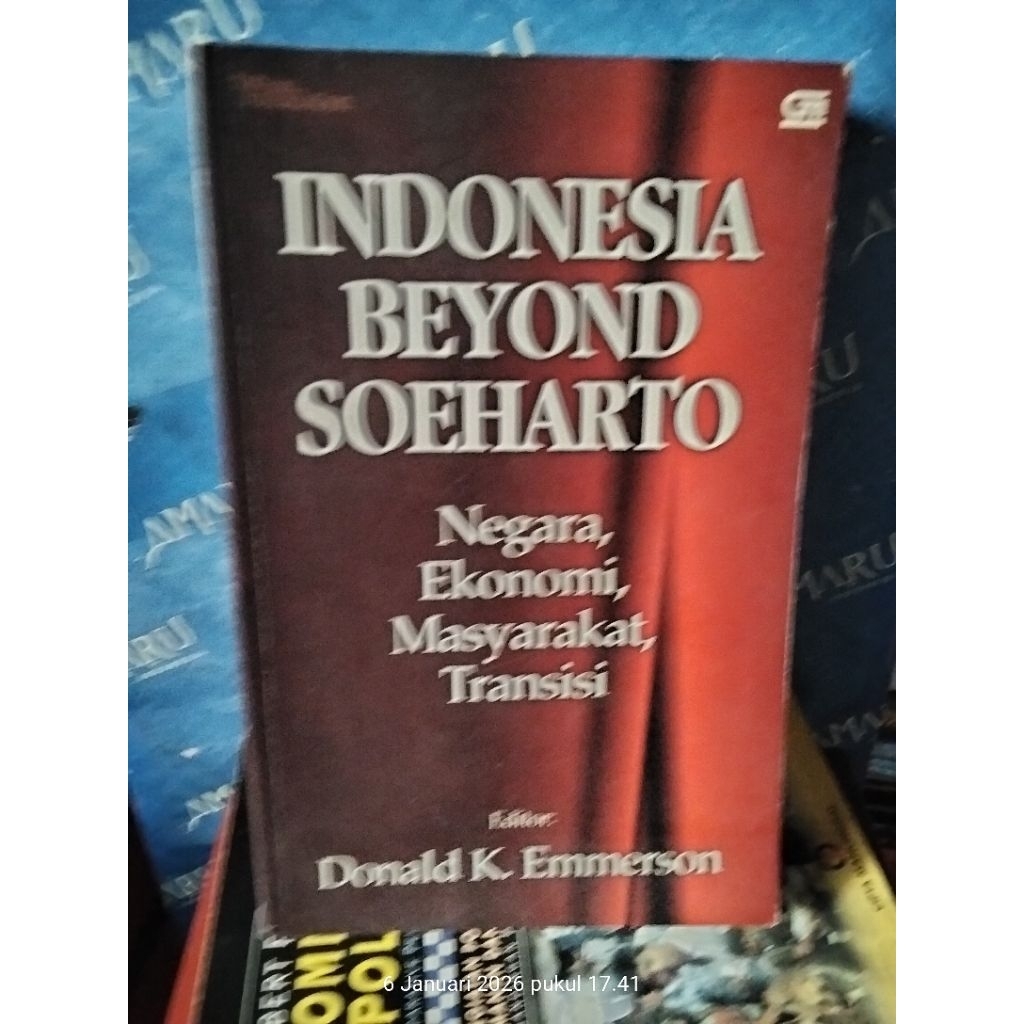 INDONESIA
BEYOND
SOEHARTO
Negara,
Ekonomi,
Masyarakat,
Transisi
Editor:
Donald K. Emmerson
6 Januari 2026 pukul 17.41